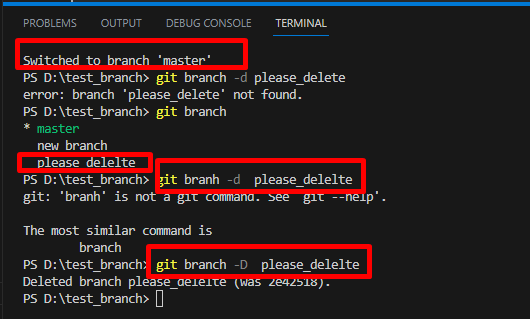 PROBLEMS OUTPUT DEBUG CONSOLE TERMINAL
Switched to branch 'master'
PS D:\test_branch> git branch -d please_delete
error: branch 'please_delete' not found.
PS D:\test_branch> git branch
* master
new branch
please delelte
PS D:\test_branch> git branh -d please_delelte
git: 'branh' is not a git command. See 'git --help'.
The most similar command is
branch
PS D:\test_branch> git branch -D please_delelte
Deleted branch please_delelte (was 2e42518).
PS D:\test_branch>